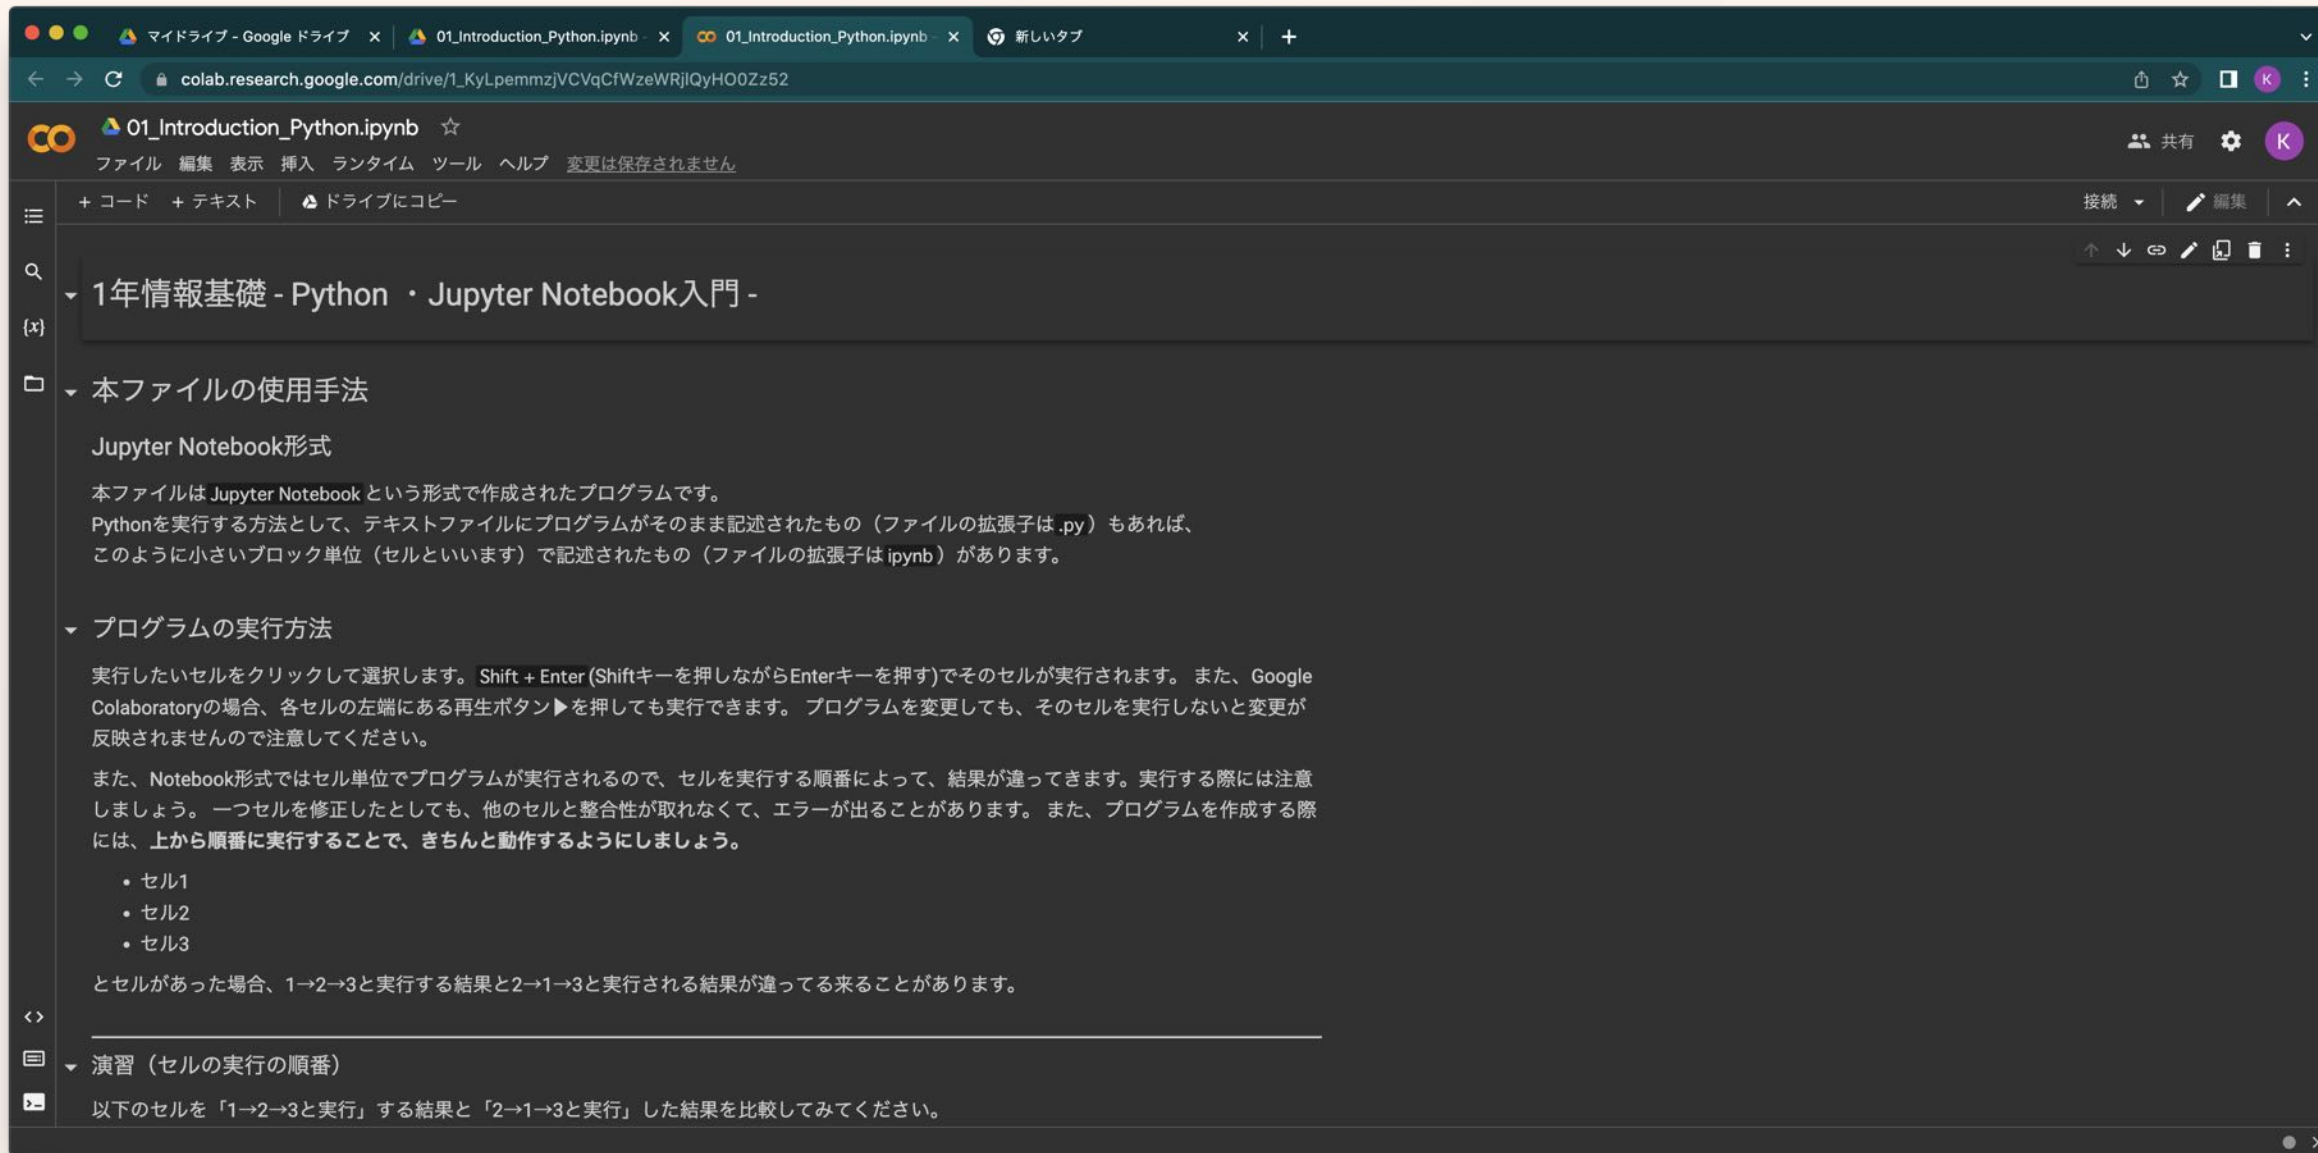 マイドライブ - Google ドライブ
01_Introduction_Python.ipynb -
01_Introduction_Python.ipynb -
新しいタブ
colab.research.google.com/drive/1_KyLpemmzjVCVqCfWzeWRjlQyHO0Zz52
K
01_Introduction_Python.ipynb
共有
K
ファイル 編集 表示 挿入 ランタイム ツール ヘルプ 変更は保存されません
+ コード + テキスト ドライブにコピー
接続 編集
1年情報基礎 - Python ・Jupyter Notebook入門 -
{x}
本ファイルの使用手法
Jupyter Notebook形式
本ファイルは Jupyter Notebook という形式で作成されたプログラムです。
Pythonを実行する方法として、テキストファイルにプログラムがそのまま記述されたもの（ファイルの拡張子は .py ）もあれば、
このように小さいブロック単位（セルといいます）で記述されたもの（ファイルの拡張子は ipynb ）があります。
プログラムの実行方法
実行したいセルをクリックして選択します。 Shift + Enter (Shiftキーを押しながらEnterキーを押す)でそのセルが実行されます。 また、Google
Colaboratoryの場合、各セルの左端にある再生ボタン▶を押しても実行できます。 プログラムを変更しても、そのセルを実行しないと変更が
反映されませんので注意してください。
また、Notebook形式ではセル単位でプログラムが実行されるので、セルを実行する順番によって、結果が違ってきます。実行する際には注意
しましょう。 一つセルを修正したとしても、他のセルと整合性が取れなくて、エラーが出ることがあります。 また、プログラムを作成する際
には、上から順番に実行することで、きちんと動作するようにしましょう。
• セル1
• セル2
• セル3
とセルがあった場合、1→2→3と実行する結果と2→1→3と実行される結果が違ってる来ることがあります。
演習（セルの実行の順番）
以下のセルを「1→2→3と実行」する結果と「2→1→3と実行」した結果を比較してみてください。